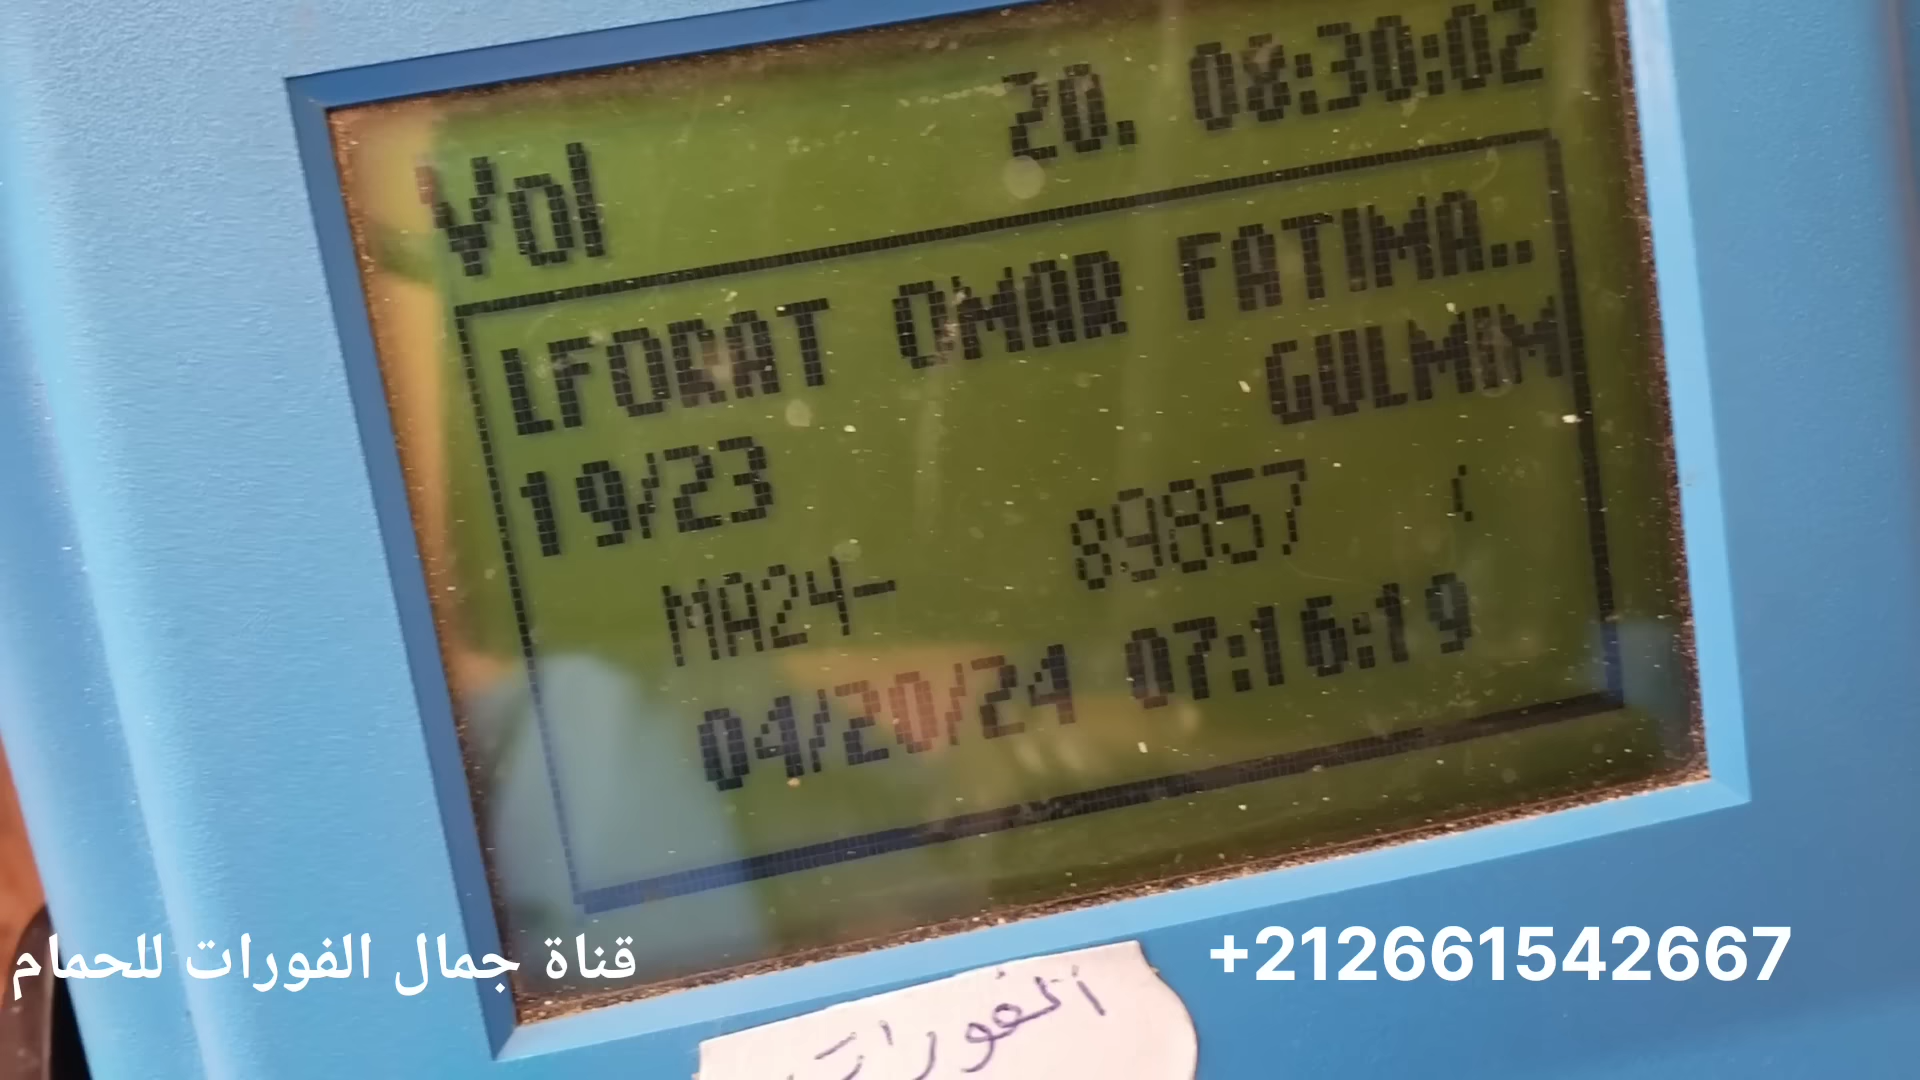 Vol 20. 08:30:02
LFORAT OMAR FATIMA..
GULMIM
19/23
MA24- 89857 (
04/20/24 07:16:19
قناة جمال الفورات للحمام
+212661542667
الفورات